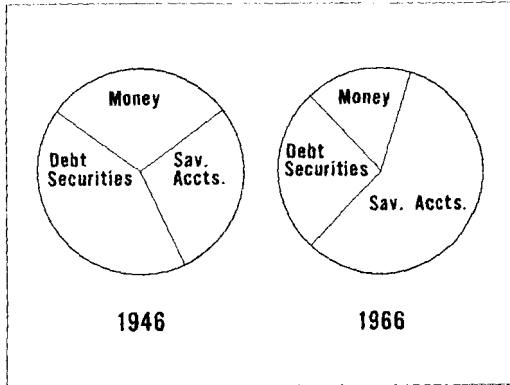 Money
Debt
Securities
Sav.
Accts.
1946
Money
Debt
Securities
Sav. Accts.
1966